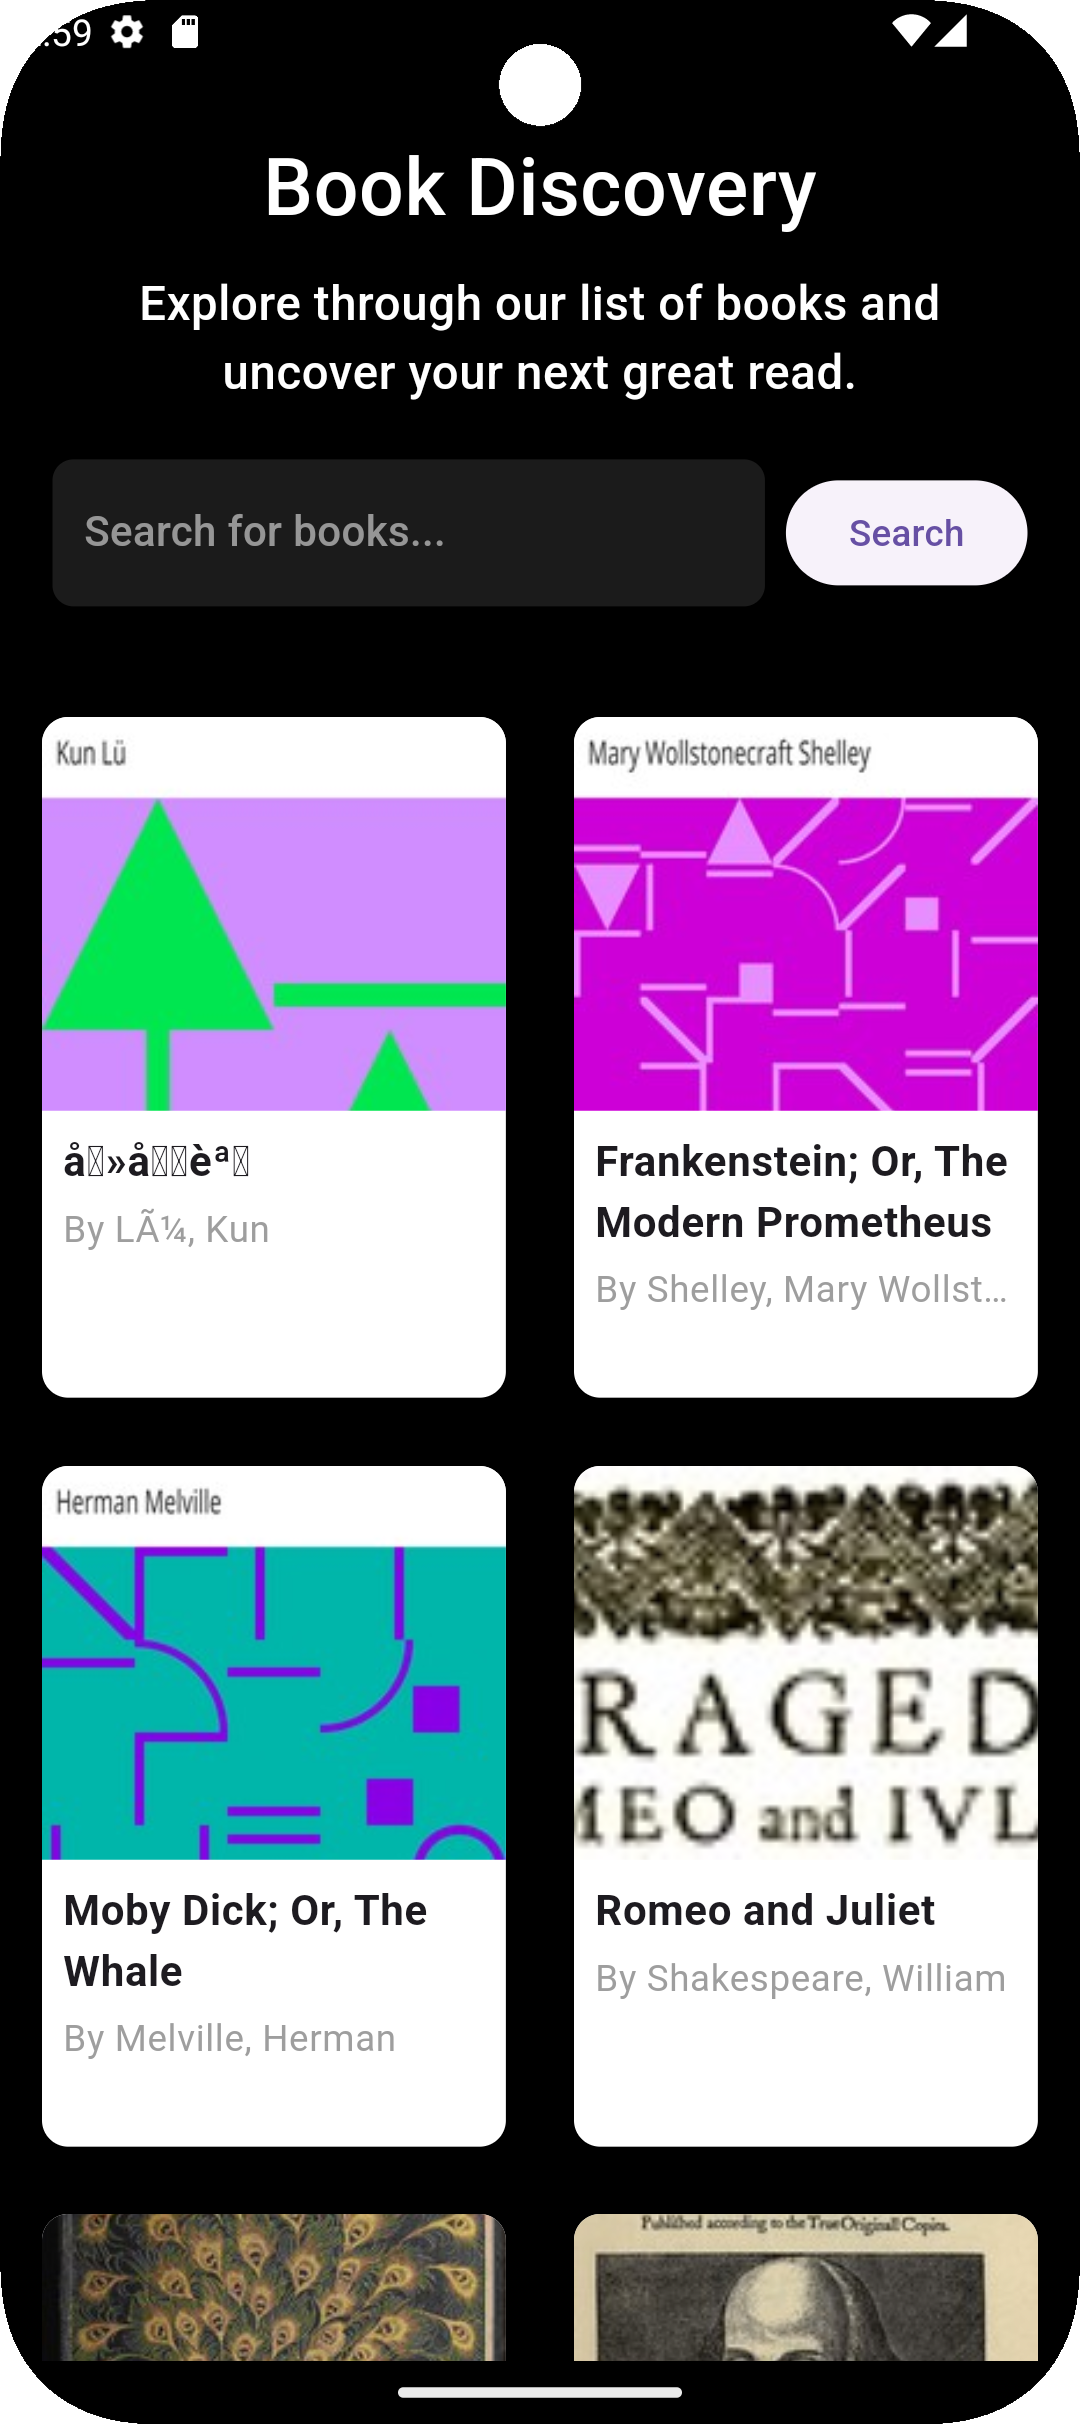 :59
Book Discovery
Explore through our list of books and
uncover your next great read.
Search for books...
Search
Kun Lü
By LÃ¼, Kun
Mary Wollstonecraft Shelley
Frankenstein; Or, The
Modern Prometheus
By Shelley, Mary Wollst...
Herman Melville
Moby Dick; Or, The
Whale
By Melville, Herman
RAGED
MEO and IVL
Romeo and Juliet
By Shakespeare, William
Published according to the True Originall Copies.